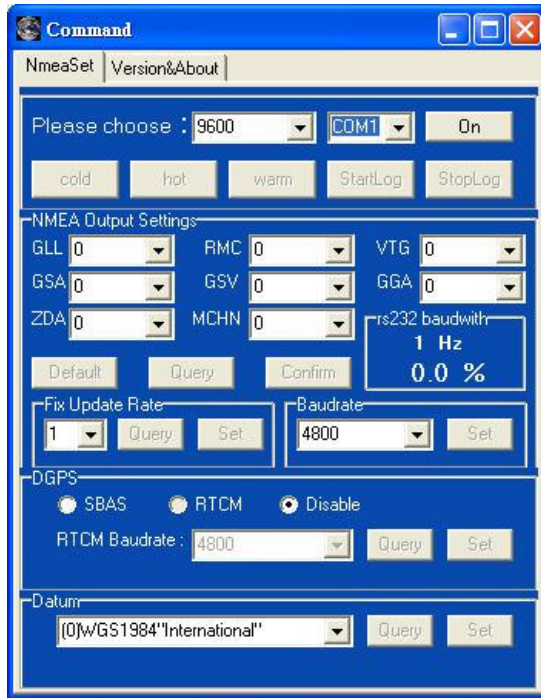 Command
NmeaSet Version&About
Please choose : 9600 COM1 On
cold hot warm StartLog StopLog
NMEA Output Settings
GLL 0 RMC 0 VTG 0
GSA 0 GSV 0 GGA 0
ZDA 0 MCHN 0 rs232 baudwith
1 Hz
Default Query Confirm 0.0 %
Fix Update Rate Baudrate
1 Query Set 4800 Set
DGPS
SBAS RTCM Disable
RTCM Baudrate : 4800 Query Set
Datum
(0)WGS1984"International" Query Set